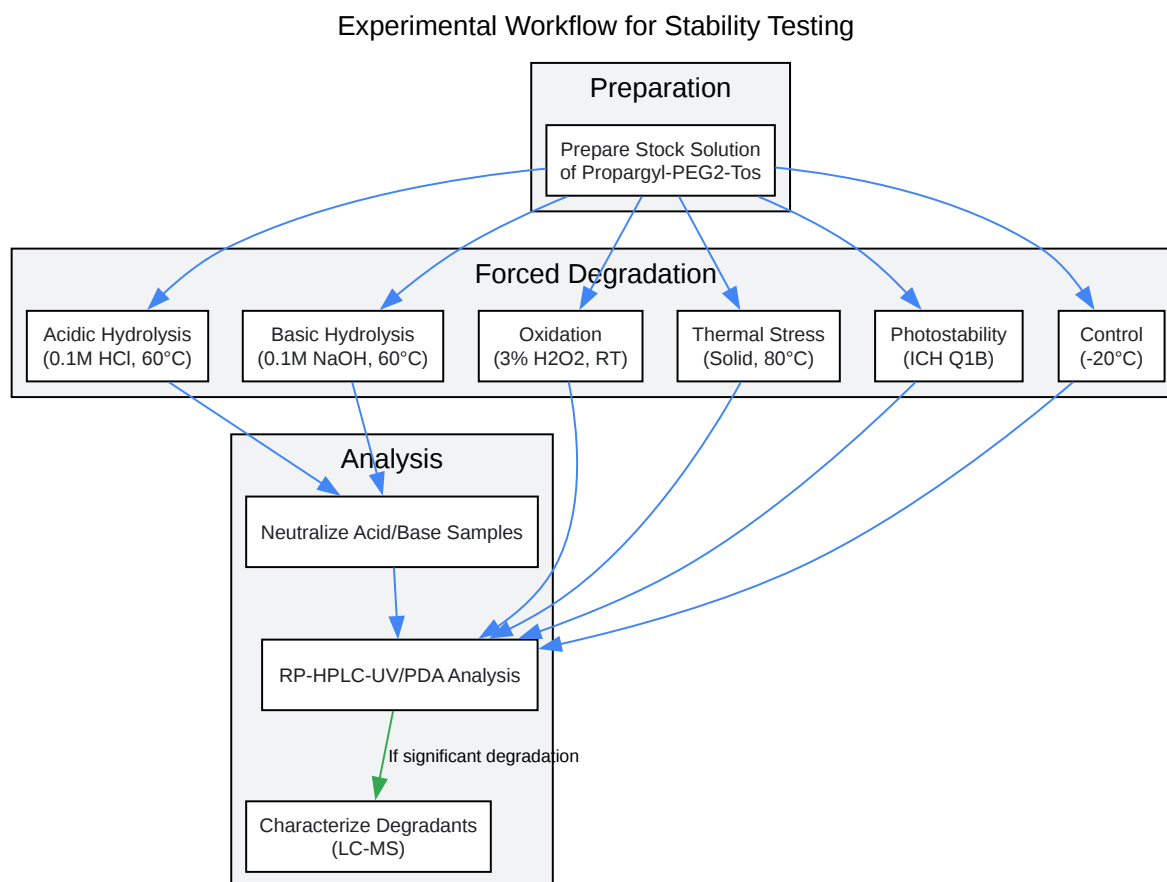 Experimental Workflow for Stability Testing
Preparation
Prepare Stock Solution
of Propargyl-PEG2-Tos
Forced Degradation
Acidic Hydrolysis
(0.1M HCl, 60°C)
Basic Hydrolysis
(0.1M NaOH, 60°C)
Oxidation
(3% H2O2, RT)
Thermal Stress
(Solid, 80°C)
Photostability
(ICH Q1B)
Control
(-20°C)
Analysis
Neutralize Acid/Base Samples
RP-HPLC-UV/PDA Analysis
If significant degradation
Characterize Degradants
(LC-MS)